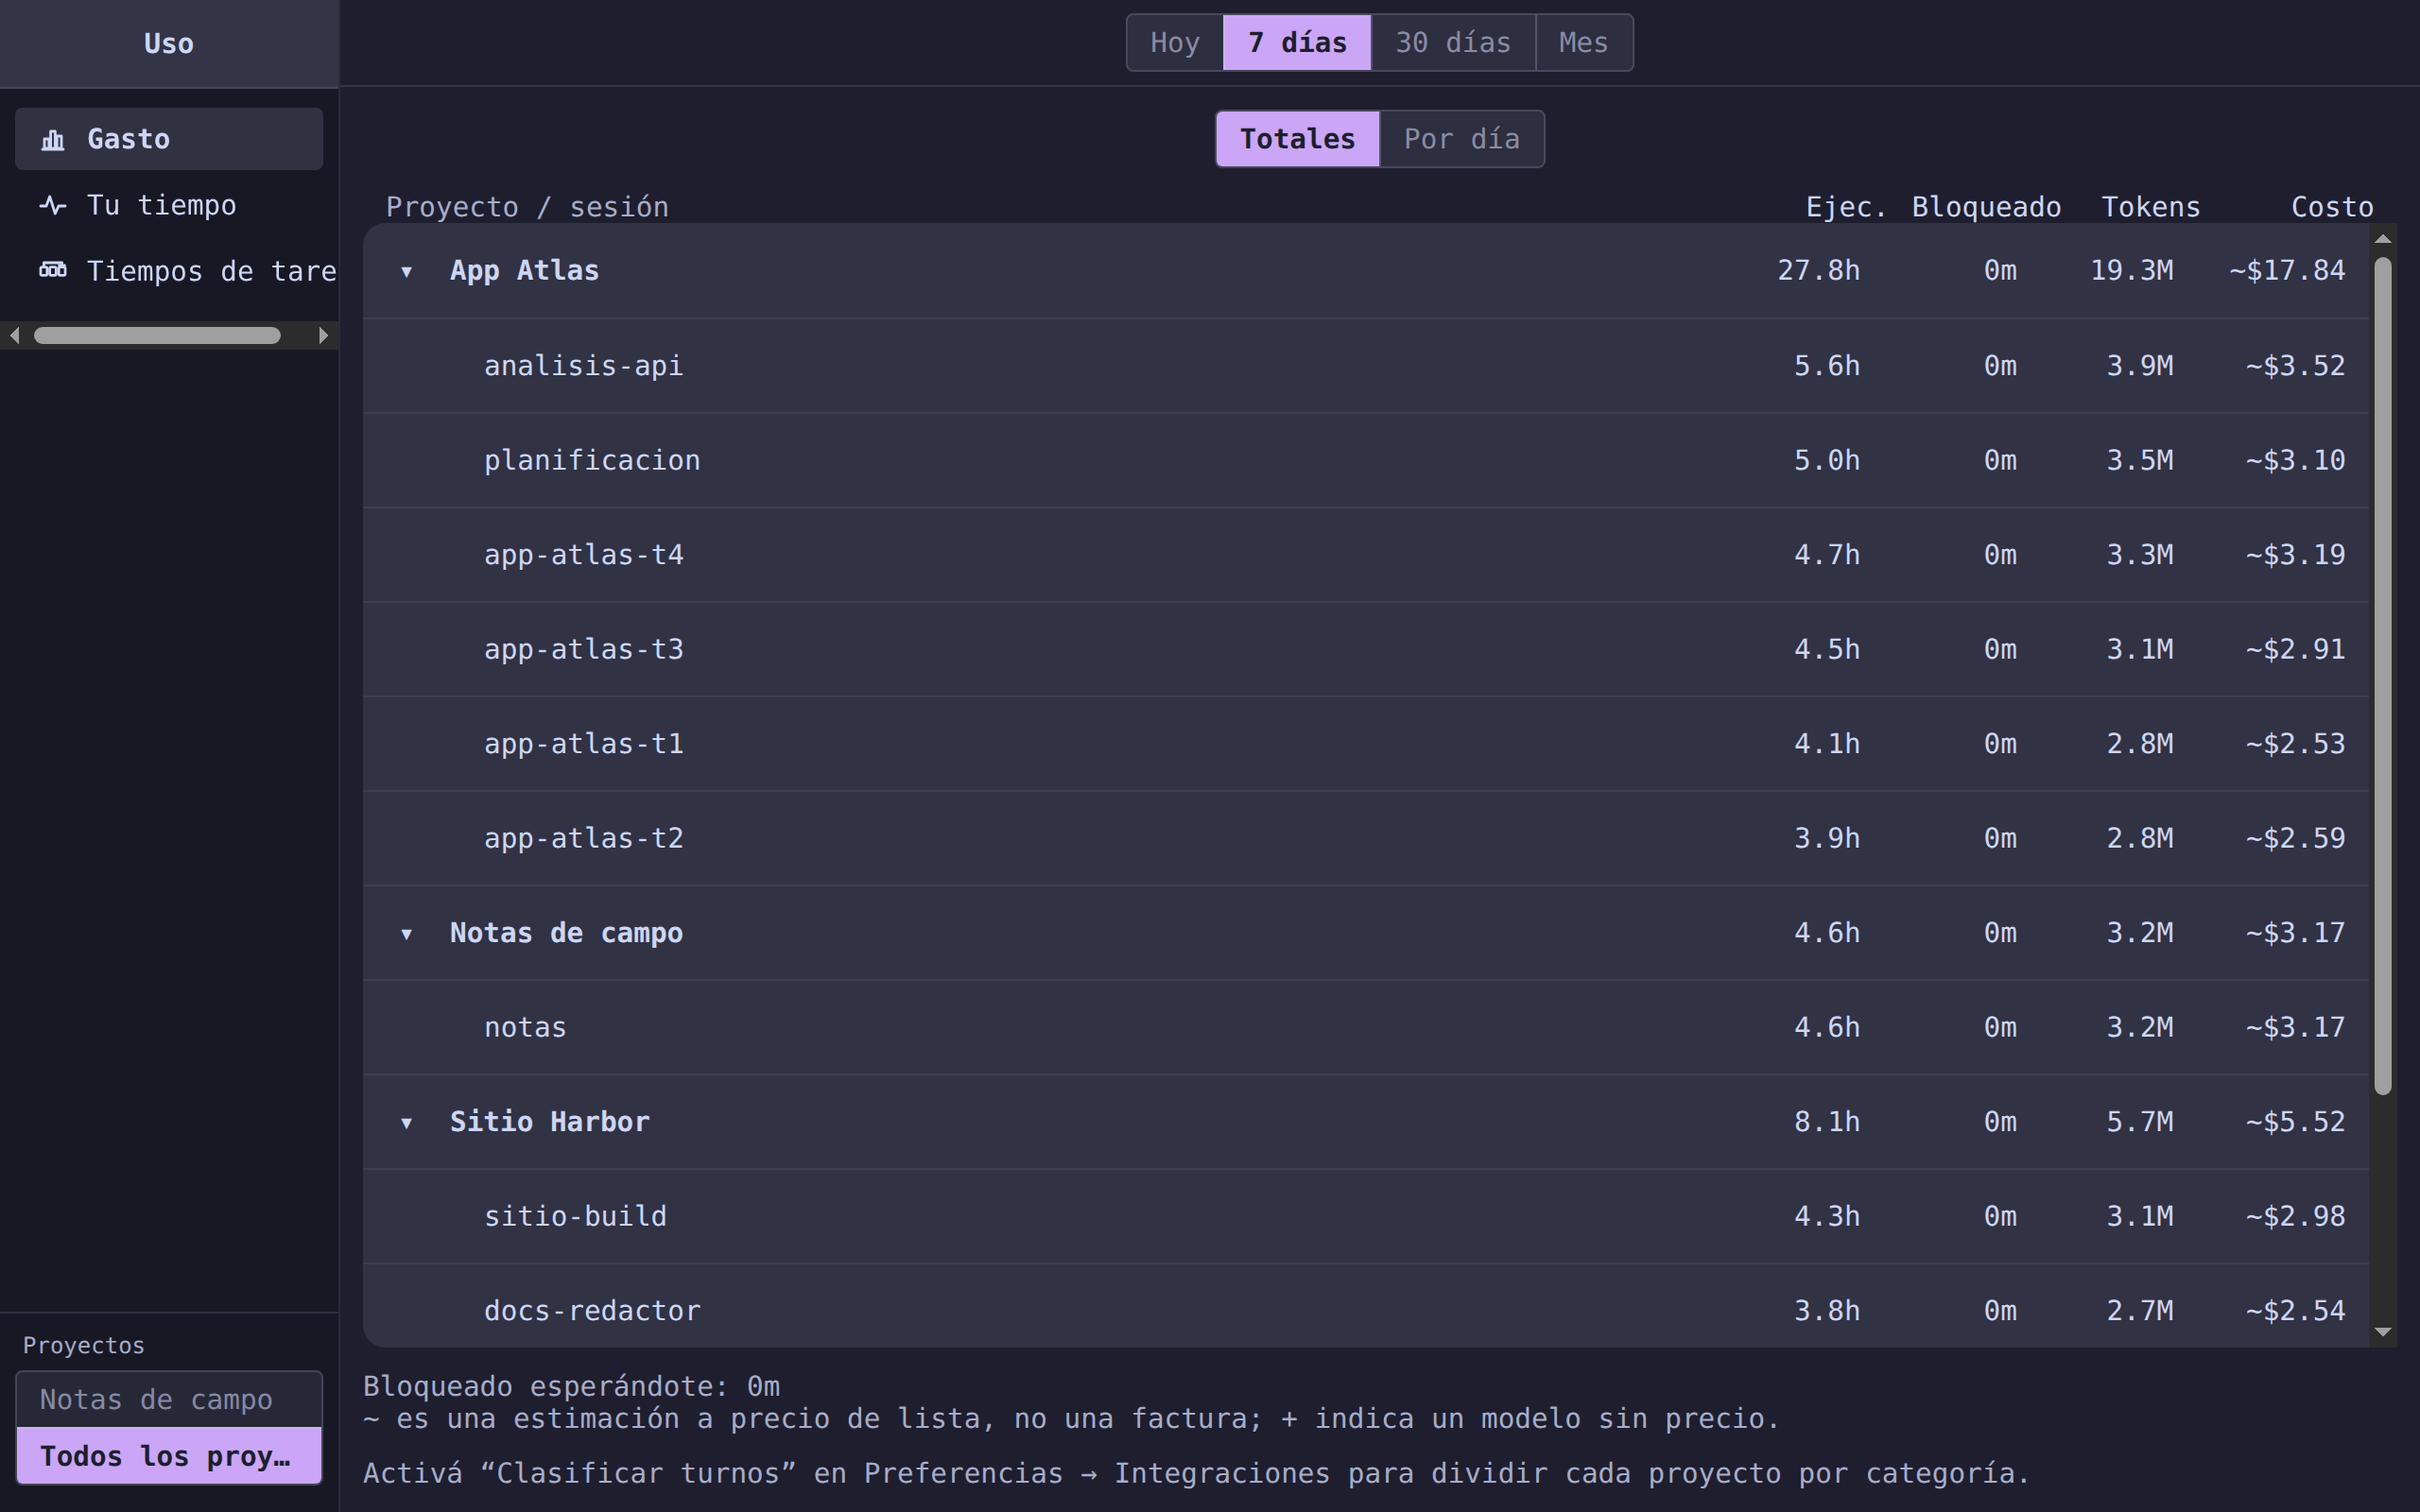 Uso
Hoy 7 días 30 días Mes
Gasto
Tu tiempo
Tiempos de tare
Totales Por día
Proyecto / sesión Ejec. Bloqueado Tokens Costo
▼ App Atlas 27.8h 0m 19.3M ~$17.84
analisis-api 5.6h 0m 3.9M ~$3.52
planificacion 5.0h 0m 3.5M ~$3.10
app-atlas-t4 4.7h 0m 3.3M ~$3.19
app-atlas-t3 4.5h 0m 3.1M ~$2.91
app-atlas-t1 4.1h 0m 2.8M ~$2.53
app-atlas-t2 3.9h 0m 2.8M ~$2.59
▼ Notas de campo 4.6h 0m 3.2M ~$3.17
notas 4.6h 0m 3.2M ~$3.17
▼ Sitio Harbor 8.1h 0m 5.7M ~$5.52
sitio-build 4.3h 0m 3.1M ~$2.98
docs-redactor 3.8h 0m 2.7M ~$2.54
Proyectos
Notas de campo
Todos los proy…
Bloqueado esperándote: 0m
~ es una estimación a precio de lista, no una factura; + indica un modelo sin precio.
Activá “Clasificar turnos” en Preferencias → Integraciones para dividir cada proyecto por categoría.